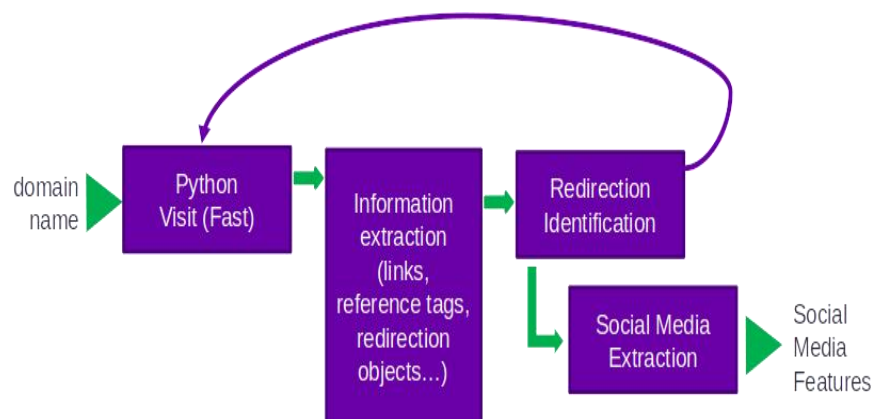 domain
name
Python
Visit (Fast)
Information
extraction
(links,
reference tags,
redirection
objects...)
Redirection
Identification
Social Media
Extraction
Social
Media
Features